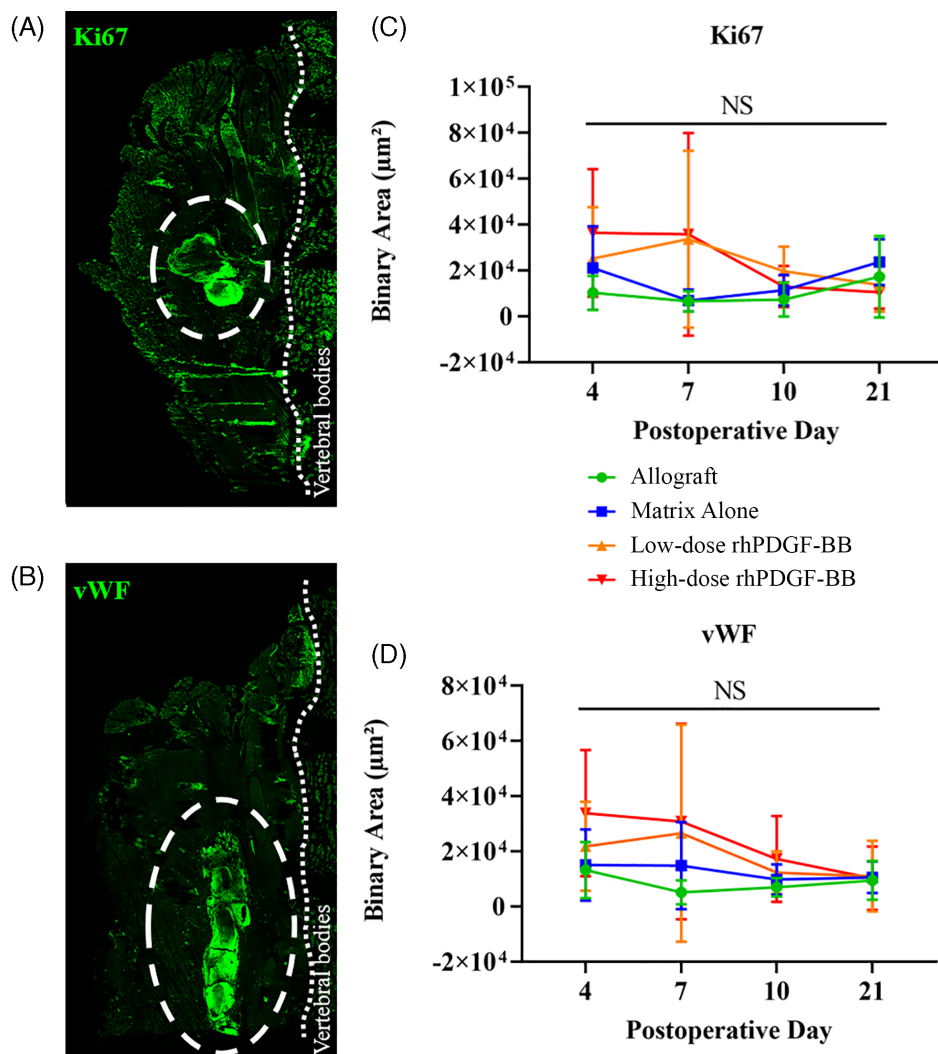 (A)
Ki67
Vertebral bodies
(B)
vWF
Vertebral bodies
(C)
Ki67
NS
Binary Area (µm²)
1×10⁵
8×10⁴
6×10⁴
4×10⁴
2×10⁴
0
-2×10⁴
4 7 10 21
Postoperative Day
Allograft
Matrix Alone
Low-dose rhPDGF-BB
High-dose rhPDGF-BB
(D)
vWF
NS
Binary Area (µm²)
8×10⁴
6×10⁴
4×10⁴
2×10⁴
0
-2×10⁴
4 7 10 21
Postoperative Day